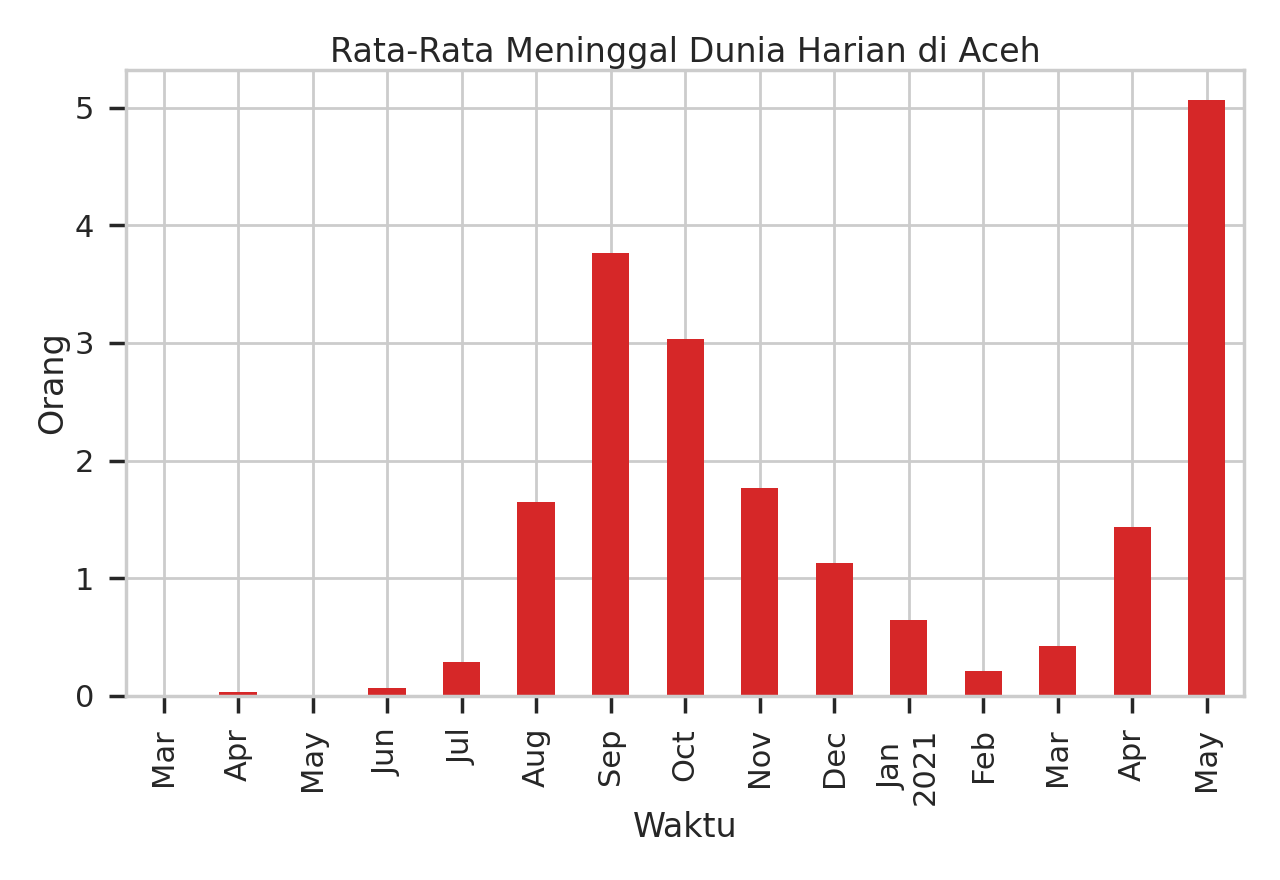 Rata-Rata Meninggal Dunia Harian di Aceh
5
4
3
2
1
0
Orang
Mar
Apr
May
Jun
Jul
Aug
Sep
Oct
Nov
Dec
Jan
2021
Feb
Mar
Apr
May
Waktu